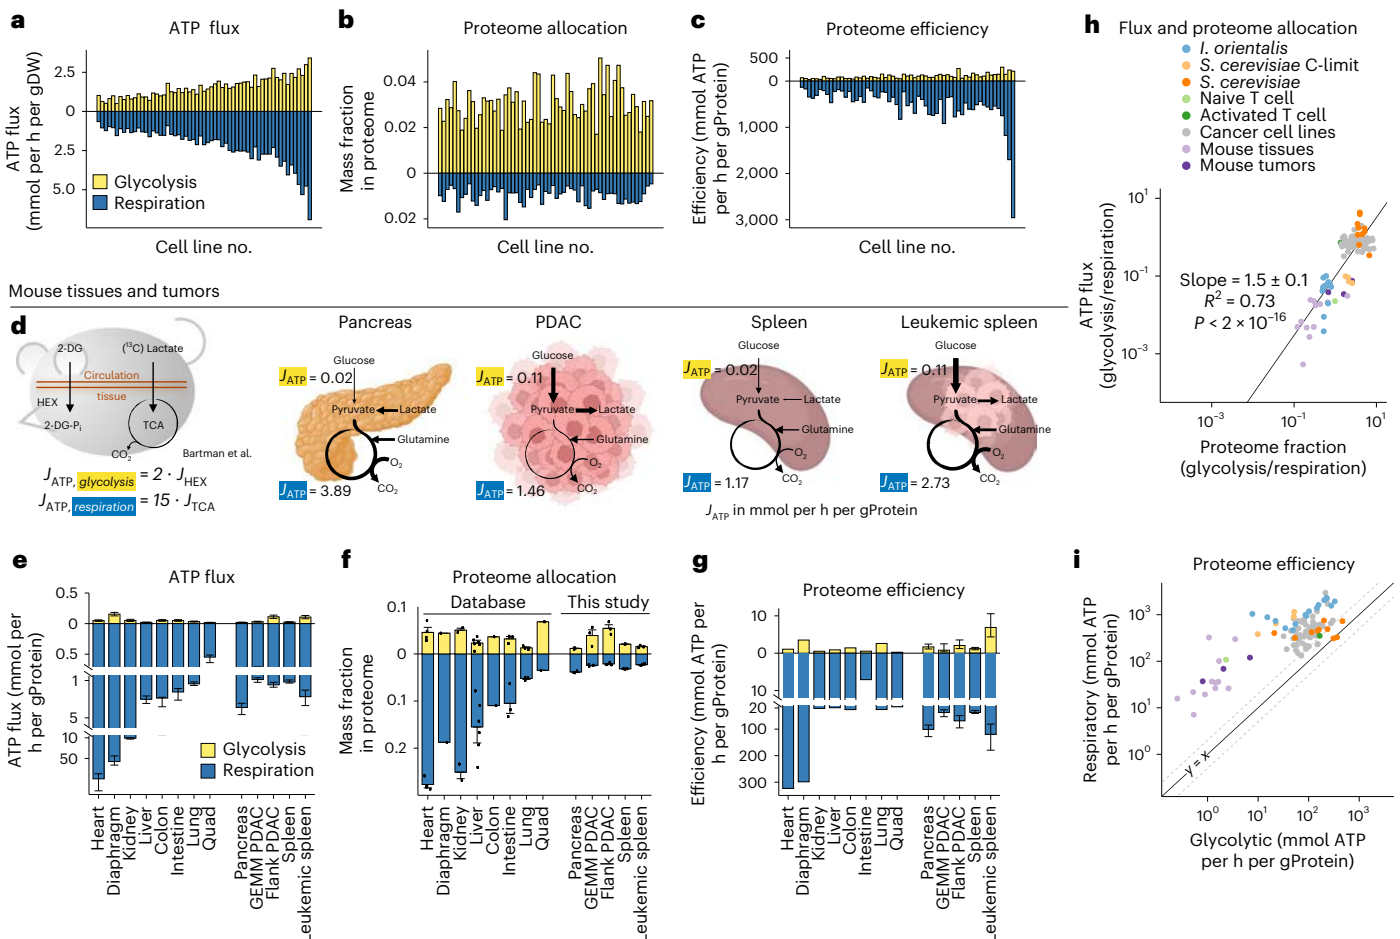 a
ATP flux
ATP flux
(mmol per h per gDW)
2.5
0
2.5
5.0
Glycolysis
Respiration
Cell line no.
b
Proteome allocation
Mass fraction
in proteome
0.04
0.02
0
0.02
Cell line no.
c
Proteome efficiency
Efficiency (mmol ATP
per h per gProtein)
500
0
1,000
2,000
3,000
Cell line no.
h Flux and proteome allocation
I. orientalis
S. cerevisiae C-limit
S. cerevisiae
Naive T cell
Activated T cell
Cancer cell lines
Mouse tissues
Mouse tumors
ATP flux
(glycolysis/respiration)
10¹
10⁻¹
10⁻³
Slope = 1.5 ± 0.1
R² = 0.73
P < 2 × 10⁻¹⁶
10⁻³ 10⁻¹ 10¹
Proteome fraction
(glycolysis/respiration)
Mouse tissues and tumors
d
2-DG
(¹³C) Lactate
Circulation
tissue
HEX
2-DG-Pᵢ
TCA
CO₂
Bartman et al.
J_ATP, glycolysis = 2 · J_HEX
J_ATP, respiration = 15 · J_TCA
Pancreas
Glucose
J_ATP = 0.02
Pyruvate
Lactate
Glutamine
O₂
CO₂
J_ATP = 3.89
PDAC
Glucose
J_ATP = 0.11
Pyruvate
Lactate
Glutamine
O₂
CO₂
J_ATP = 1.46
Spleen
Glucose
J_ATP = 0.02
Pyruvate
Lactate
Glutamine
O₂
CO₂
J_ATP = 1.17
Leukemic spleen
Glucose
J_ATP = 0.11
Pyruvate
Lactate
Glutamine
O₂
CO₂
J_ATP = 2.73
J_ATP in mmol per h per gProtein
e
ATP flux
ATP flux (mmol per
h per gProtein)
0.5
0
0.5
1
5
10
50
Glycolysis
Respiration
Heart
Diaphragm
Kidney
Liver
Colon
Intestine
Lung
Quad
Pancreas
GEMM PDAC
Flank PDAC
Spleen
Leukemic spleen
f
Proteome allocation
Database
This study
Mass fraction
in proteome
0.1
0
0.1
0.2
Heart
Diaphragm
Kidney
Liver
Colon
Intestine
Lung
Quad
Pancreas
GEMM PDAC
Flank PDAC
Spleen
Leukemic spleen
g
Proteome efficiency
Efficiency (mmol ATP per
h per gProtein)
10
0
10
20
100
200
300
Heart
Diaphragm
Kidney
Liver
Colon
Intestine
Lung
Quad
Pancreas
GEMM PDAC
Flank PDAC
Spleen
Leukemic spleen
i
Proteome efficiency
Respiratory (mmol ATP
per h per gProtein)
10³
10²
10¹
10⁰
y = x
10⁰ 10¹ 10² 10³
Glycolytic (mmol ATP
per h per gProtein)